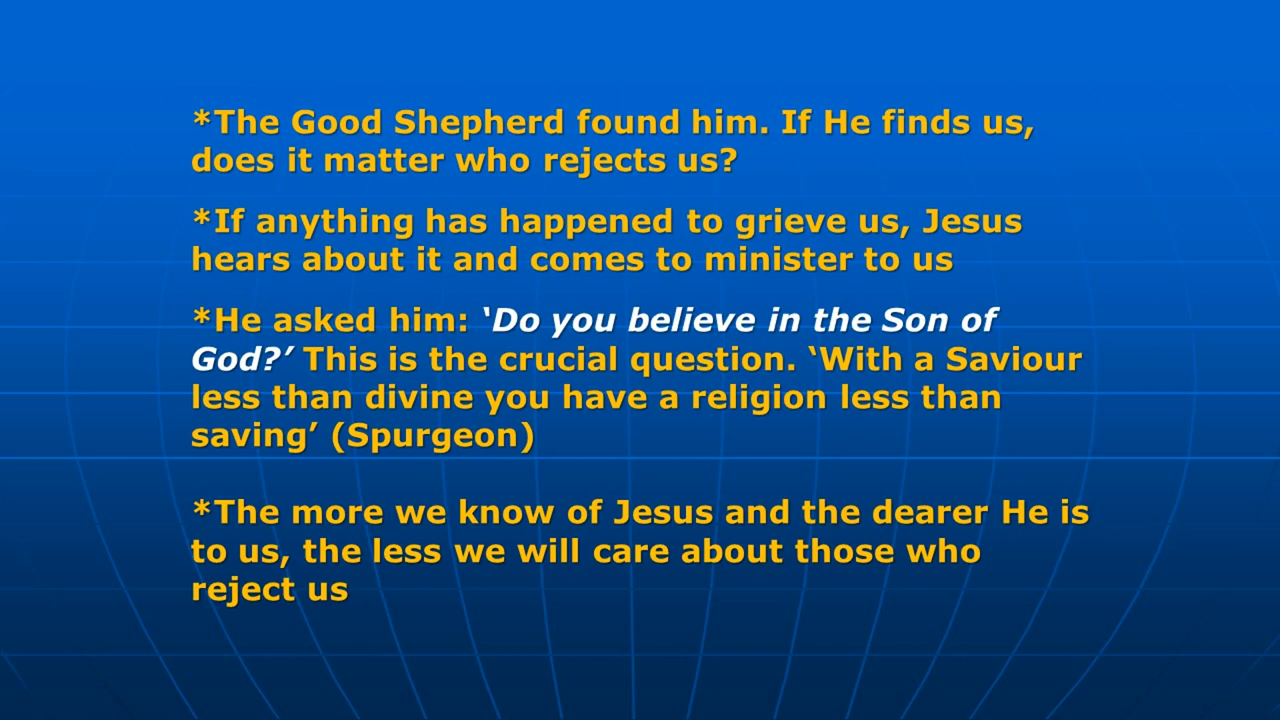 *The Good Shepherd found him. If He finds us,
does it matter who rejects us?
*If anything has happened to grieve us, Jesus
hears about it and comes to minister to us
*He asked him: ‘Do you believe in the Son of
God?’ This is the crucial question. ‘With a Saviour
less than divine you have a religion less than
saving’ (Spurgeon)
*The more we know of Jesus and the dearer He is
to us, the less we will care about those who
reject us